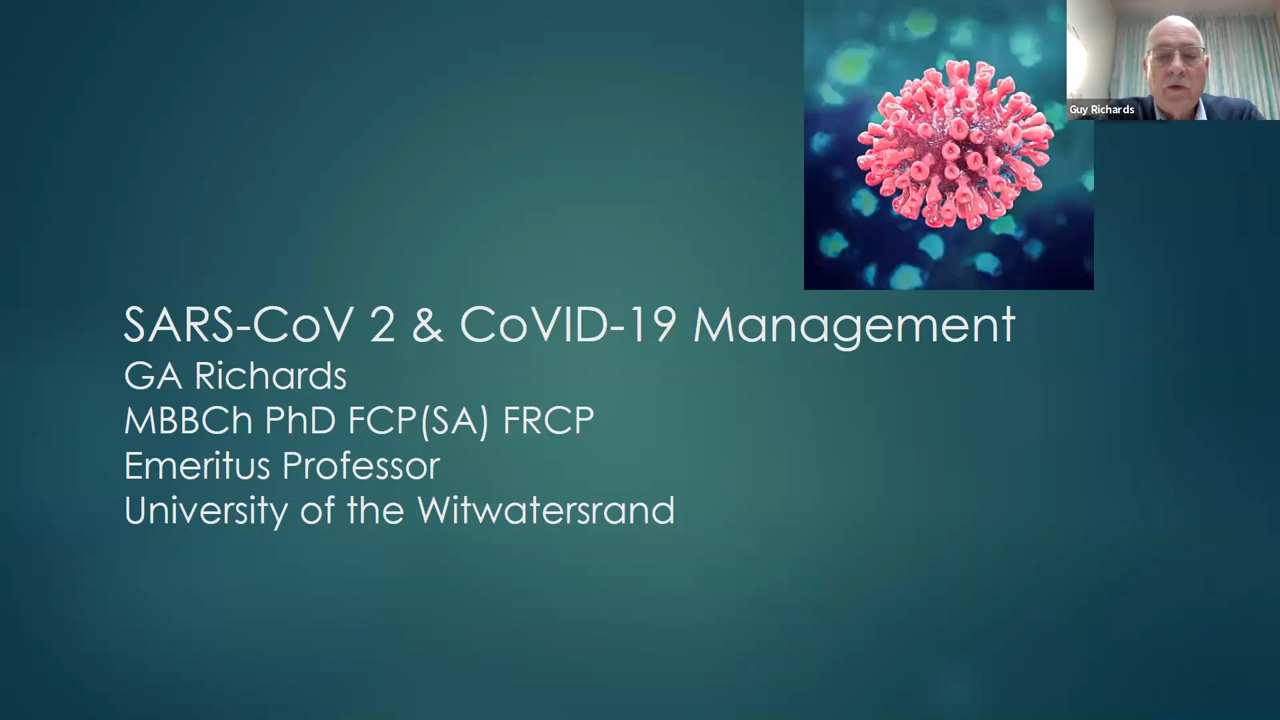 Guy Richards
SARS-CoV 2 & CoVID-19 Management
GA Richards
MBBCh PhD FCP(SA) FRCP
Emeritus Professor
University of the Witwatersrand